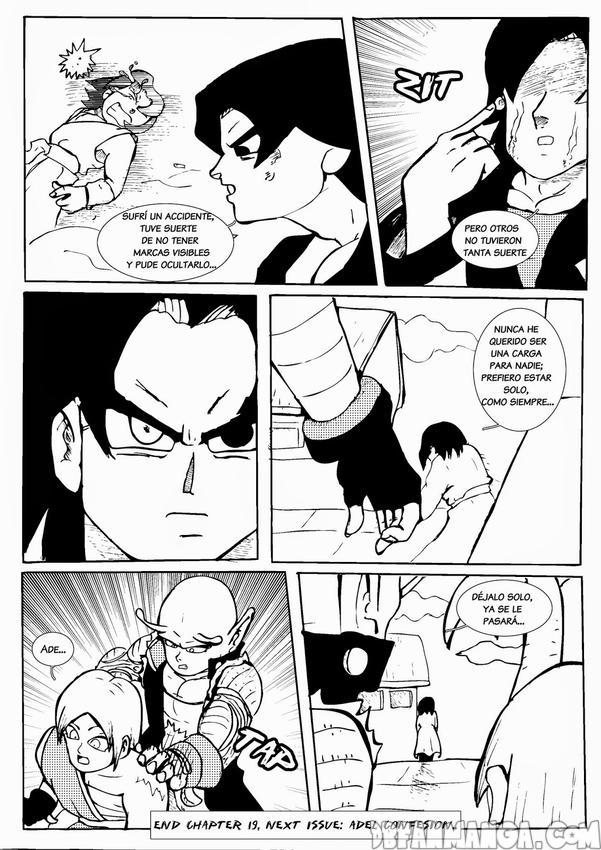 SUFRÍ UN ACCIDENTE,
TUVE SUERTE
DE NO TENER
MARCAS VISIBLES
Y PUDE OCULTARLO...
ZIT
PERO OTROS
NO TUVIERON
TANTA SUERTE
NUNCA HE
QUERIDO SER
UNA CARGA
PARA NADIE;
PREFIERO ESTAR
SOLO,
COMO SIEMPRE...
ADE...
TAP
DÉJALO SOLO,
YA SE LE
PASARÁ...
END CHAPTER 19, NEXT ISSUE: ADEL CONFESION.
DBFANMANGA.COM